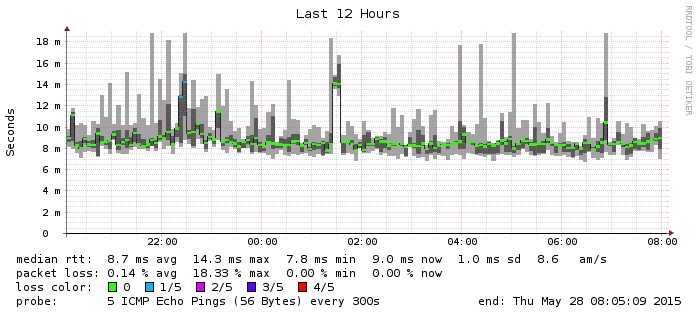 Last 12 Hours
RRDTOOL / TOBI OETIKER
Seconds
18 m
16 m
14 m
12 m
10 m
8 m
6 m
4 m
2 m
0
22:00 00:00 02:00 04:00 06:00 08:00
median rtt: 8.7 ms avg 14.3 ms max 7.8 ms min 9.0 ms now 1.0 ms sd 8.6 am/s
packet loss: 0.14 % avg 18.33 % max 0.00 % min 0.00 % now
loss color: 0 1/5 2/5 3/5 4/5
probe: 5 ICMP Echo Pings (56 Bytes) every 300s end: Thu May 28 08:05:09 2015